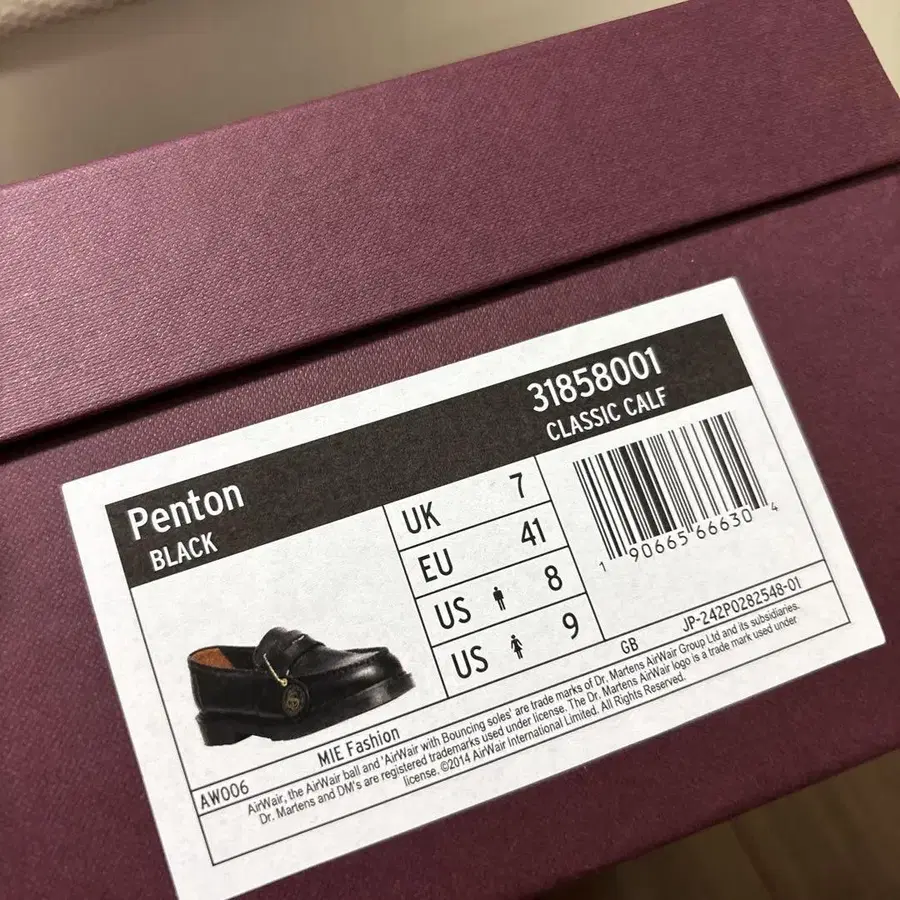 Penton
BLACK
31858001
CLASSIC CALF
UK 7
EU 41
US 8
US 9
1 90665 66630 4
GB JP-242P0282548-01
AW006 MIE Fashion
AirWair, the AirWair ball and 'AirWair with Bouncing soles' are trade marks of Dr. Martens AirWair Group Ltd and its subsidiaries.
Dr. Martens and DM's are registered trademarks used under license. The Dr. Martens AirWair logo is a trade mark used under
license. ©2014 AirWair International Limited. All Rights Reserved.